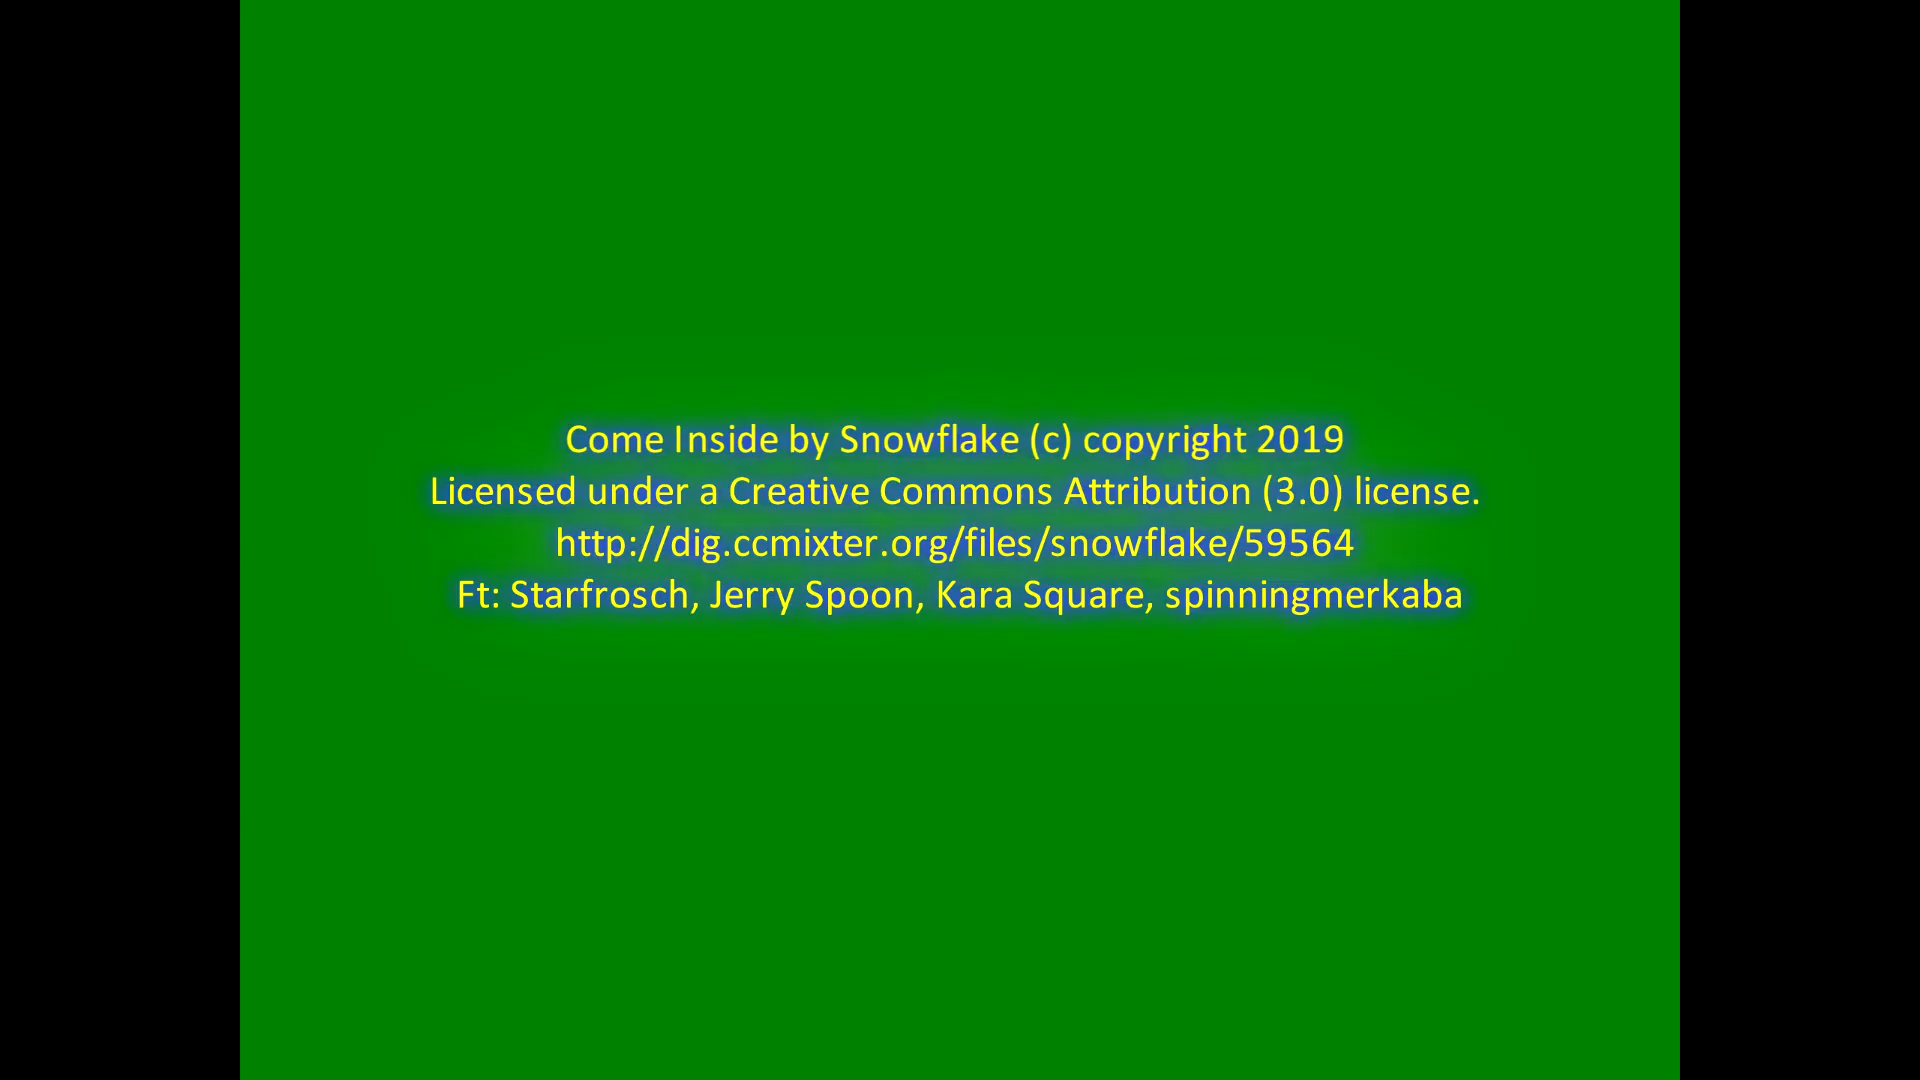 Come Inside by Snowflake (c) copyright 2019
Licensed under a Creative Commons Attribution (3.0) license.
http://dig.ccmixter.org/files/snowflake/59564
Ft: Starfrosch, Jerry Spoon, Kara Square, spinningmerkaba